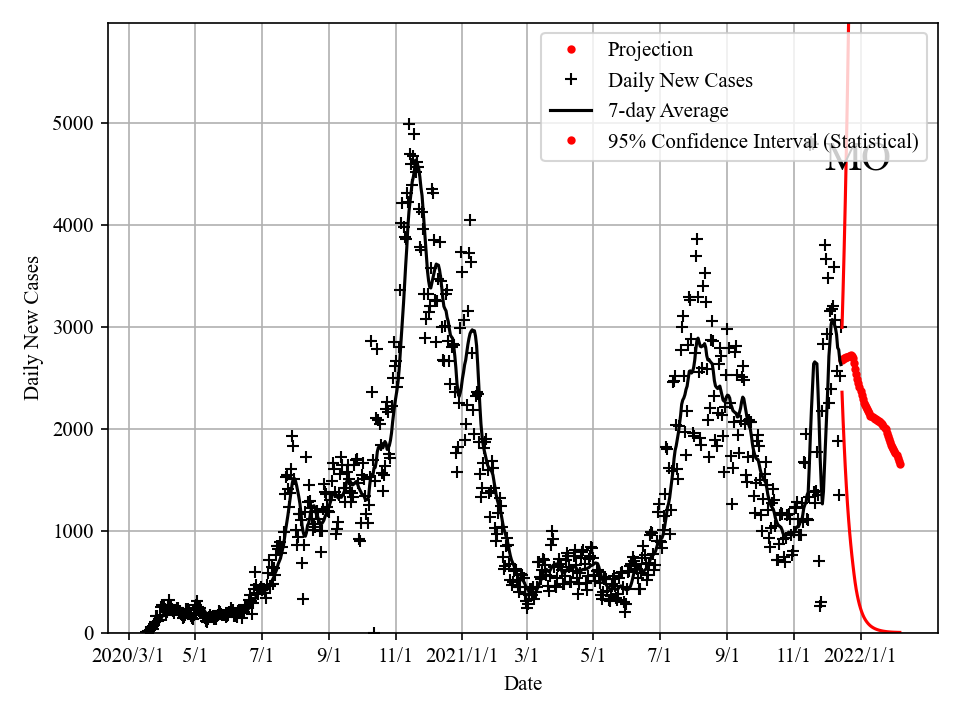 Projection
Daily New Cases
7-day Average
95% Confidence Interval (Statistical)
MO
Daily New Cases
5000
4000
3000
2000
1000
0
2020/3/1 5/1 7/1 9/1 11/1 2021/1/1 3/1 5/1 7/1 9/1 11/1 2022/1/1
Date